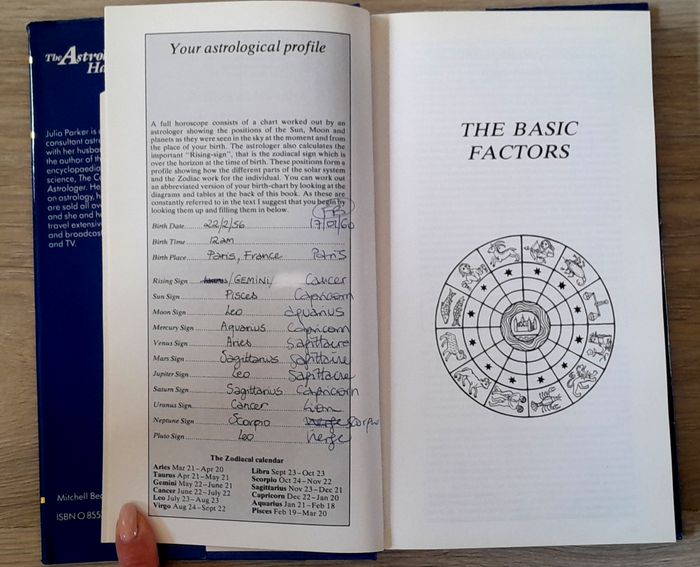 The Astrol
Ha
Julia Parker is
consultant astro
with her husba
the author of th
encyclopaedia
science, The C
Astrologer. He
on astrology, h
are sold all ove
and she and h
travel extensiv
and broadcast
and TV.
Mitchell Bea
ISBN 0 855
Your astrological profile
A full horoscope consists of a chart worked out by an
astrologer showing the positions of the Sun, Moon and
planets as they were seen in the sky at the moment and from
the place of your birth. The astrologer also calculates the
important "Rising-sign", that is the zodiacal sign which is
over the horizon at the time of birth. These positions form a
profile showing how the different parts of the solar system
and the Zodiac work for the individual. You can work out
an abbreviated version of your birth-chart by looking at the
diagrams and tables at the back of this book. As these are
constantly referred to in the text I suggest that you begin by
looking them up and filling them in below.
Birth Date 22/2/56 17/01/60
Birth Time 12am
Birth Place Paris, France Paris
Rising Sign /GEMINI/ Cancer
Sun Sign Pisces Capricorn
Moon Sign Leo Aquarius
Mercury Sign Aquarius Capricorn
Venus Sign Aries Sagittaire
Mars Sign Sagittarius Sagittaire
Jupiter Sign Leo Sagittaire
Saturn Sign Sagittarius Capricorn
Uranus Sign Cancer Lion
Neptune Sign Scorpio Vierge Scorpio
Pluto Sign Leo Vierge
The Zodiacal calendar
Aries Mar 21–Apr 20
Taurus Apr 21–May 21
Gemini May 22–June 21
Cancer June 22–July 22
Leo July 23–Aug 23
Virgo Aug 24–Sept 22
Libra Sept 23–Oct 23
Scorpio Oct 24–Nov 22
Sagittarius Nov 23–Dec 21
Capricorn Dec 22–Jan 20
Aquarius Jan 21–Feb 18
Pisces Feb 19–Mar 20
THE BASIC
FACTORS